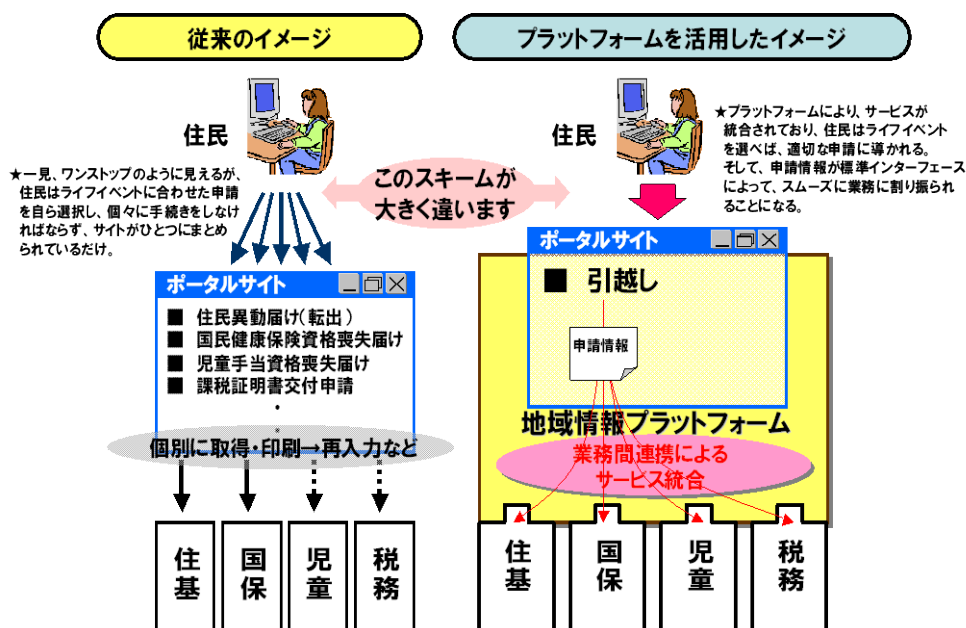 従来のイメージ
住民
★一見、ワンストップのように見えるが、
住民はライフイベントに合わせた申請
を自ら選択し、個々に手続きをしなけ
ればならず、サイトがひとつにまとめ
られているだけ。
ポータルサイト
■ 住民異動届け(転出)
■ 国民健康保険資格喪失届け
■ 児童手当資格喪失届け
■ 課税証明書交付申請
・
・
個別に取得・印刷→再入力など
住基
国保
児童
税務
このスキームが
大きく違います
プラットフォームを活用したイメージ
住民
★プラットフォームにより、サービスが
統合されており、住民はライフイベント
を選べば、適切な申請に導かれる。
そして、申請情報が標準インターフェース
によって、スムーズに業務に割り振られ
ることになる。
ポータルサイト
■ 引越し
申請情報
地域情報プラットフォーム
業務間連携による
サービス統合
住基
国保
児童
税務